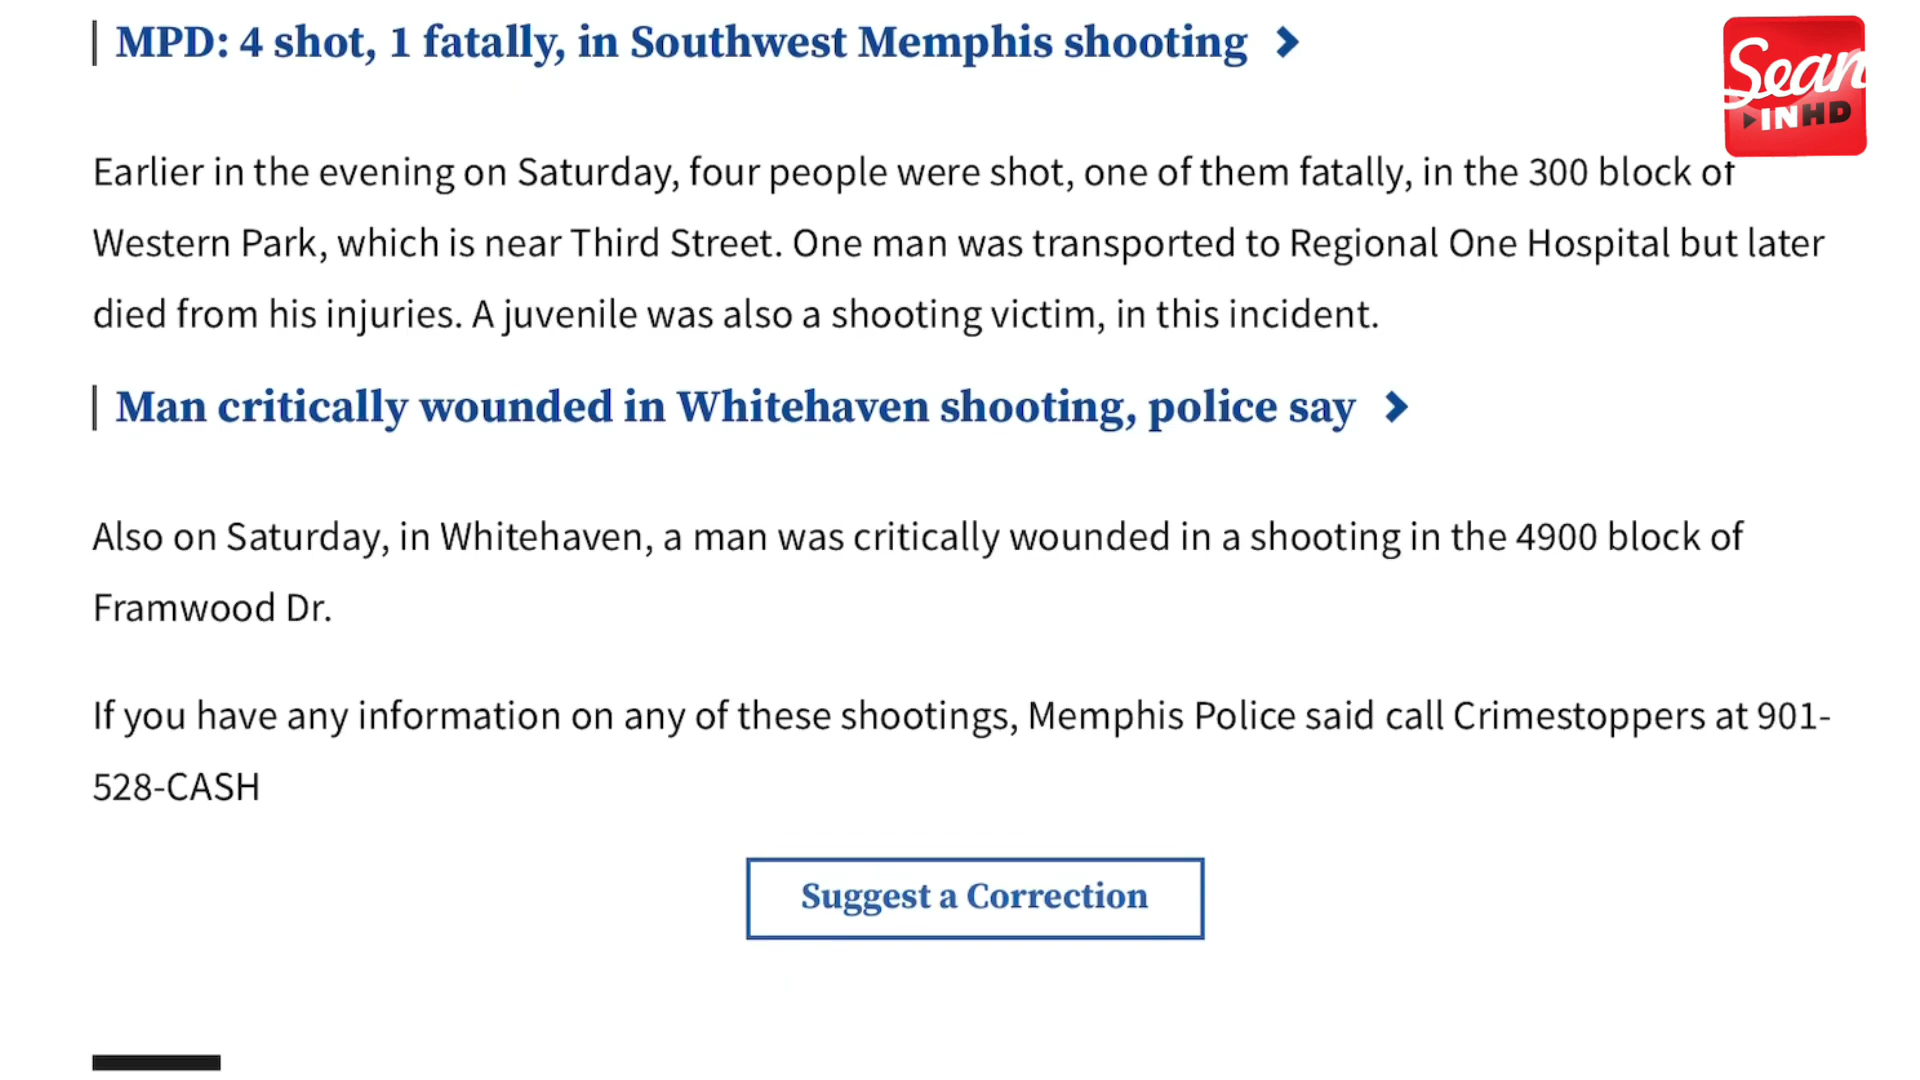 MPD: 4 shot, 1 fatally, in Southwest Memphis shooting
Sean
INHD
Earlier in the evening on Saturday, four people were shot, one of them fatally, in the 300 block of
Western Park, which is near Third Street. One man was transported to Regional One Hospital but later
died from his injuries. A juvenile was also a shooting victim, in this incident.
Man critically wounded in Whitehaven shooting, police say
Also on Saturday, in Whitehaven, a man was critically wounded in a shooting in the 4900 block of
Framwood Dr.
If you have any information on any of these shootings, Memphis Police said call Crimestoppers at 901-
528-CASH
Suggest a Correction